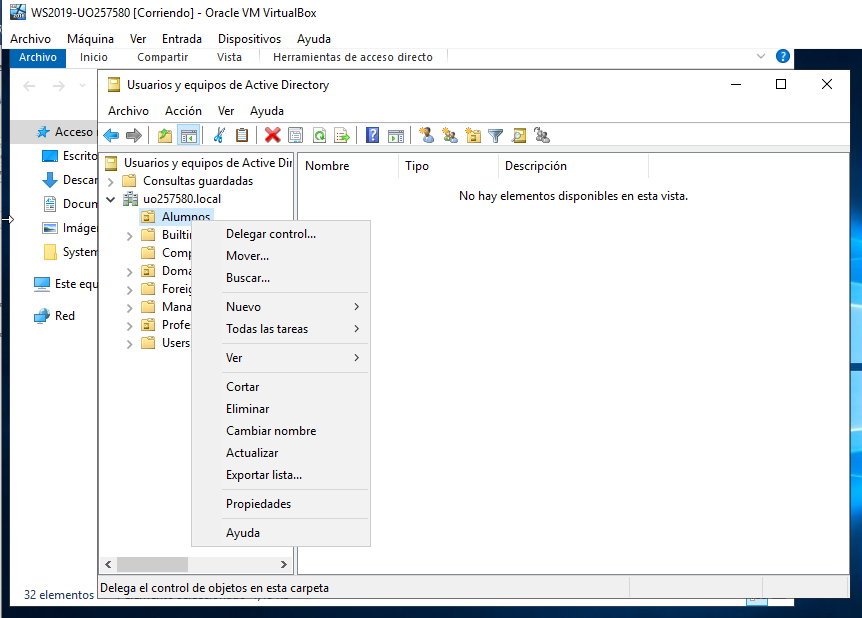 WS2019-UO257580 [Corriendo] - Oracle VM VirtualBox
Archivo Máquina Ver Entrada Dispositivos Ayuda
Archivo Inicio Compartir Vista Herramientas de acceso directo
Usuarios y equipos de Active Directory
Archivo Acción Ver Ayuda
Acceso
Escrito
Descar
Docum
Imáge
System
Este equ
Red
Usuarios y equipos de Active Dir
Consultas guardadas
uo257580.local
Alumnos
Builtin
Comp
Doma
Foreig
Mana
Profes
Users
Nombre Tipo Descripción
No hay elementos disponibles en esta vista.
Delegar control...
Mover...
Buscar...
Nuevo
Todas las tareas
Ver
Cortar
Eliminar
Cambiar nombre
Actualizar
Exportar lista...
Propiedades
Ayuda
32 elementos
Delega el control de objetos en esta carpeta